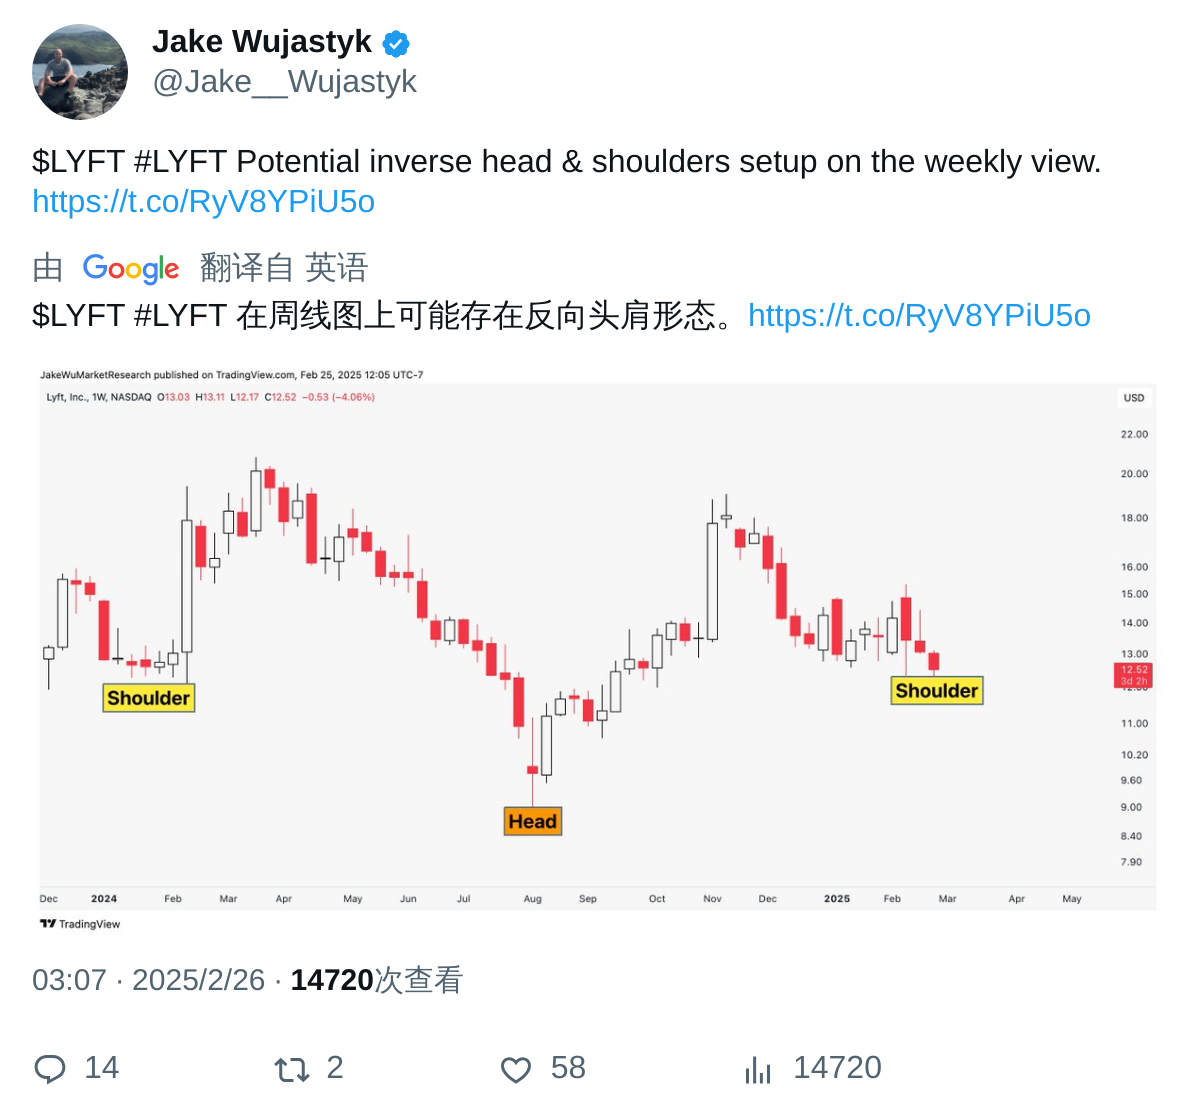 Jake Wujastyk
@Jake__Wujastyk
$LYFT #LYFT Potential inverse head & shoulders setup on the weekly view.
https://t.co/RyV8YPiU5o
由 Google 翻译自 英语
$LYFT #LYFT 在周线图上可能存在反向头肩形态。https://t.co/RyV8YPiU5o
JakeWuMarketResearch published on TradingView.com, Feb 25, 2025 12:05 UTC-7
Lyft, Inc., 1W, NASDAQ O13.03 H13.11 L12.17 C12.52 −0.53 (−4.06%)
USD
22.00
20.00
18.00
16.00
15.00
14.00
13.00
12.52
3d 2h
12.00
11.00
10.20
9.60
9.00
8.40
7.90
Shoulder
Shoulder
Head
Dec 2024 Feb Mar Apr May Jun Jul Aug Sep Oct Nov Dec 2025 Feb Mar Apr May
TradingView
03:07 · 2025/2/26 · 14720次查看
14 2 58 14720